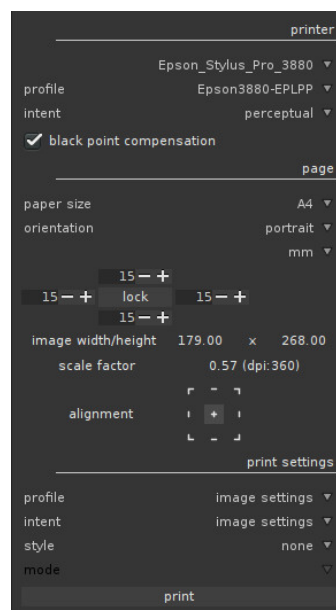 printer
Epson_Stylus_Pro_3880
profile Epson3880-EPLPP
intent perceptual
black point compensation
page
paper size A4
orientation portrait
mm
15 − +
15 − + lock 15 − +
15 − +
image width/height 179.00 x 268.00
scale factor 0.57 (dpi:360)
alignment
print settings
profile image settings
intent image settings
style none
mode
print